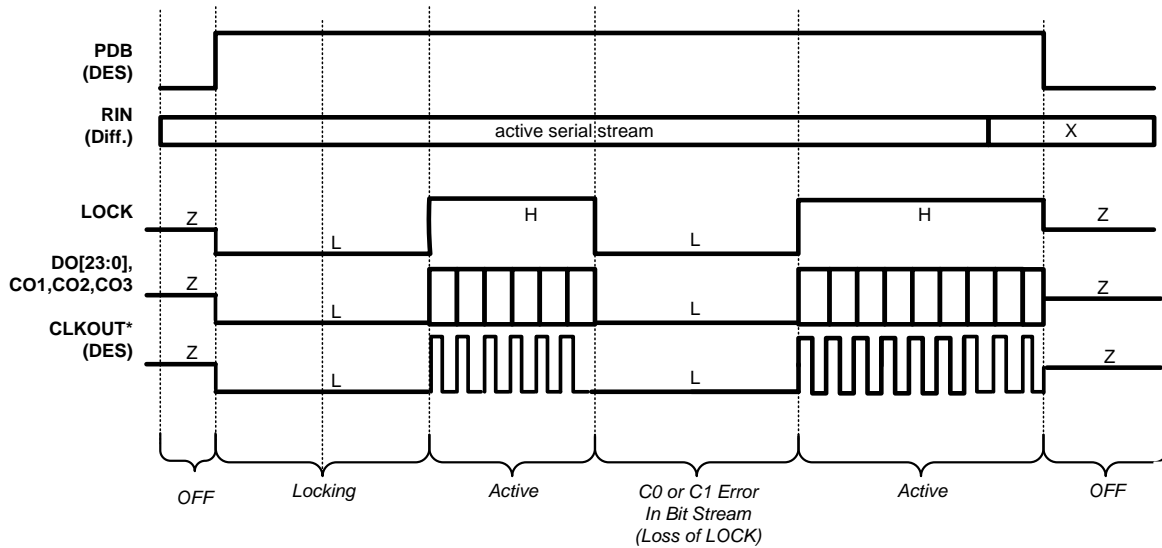 PDB
(DES)
RIN
(Diff.)
active serial stream
X
LOCK
Z
L
H
L
H
Z
DO[23:0],
CO1,CO2,CO3
Z
L
L
Z
CLKOUT*
(DES)
Z
L
L
Z
OFF
Locking
Active
C0 or C1 Error
In Bit Stream
(Loss of LOCK)
Active
OFF